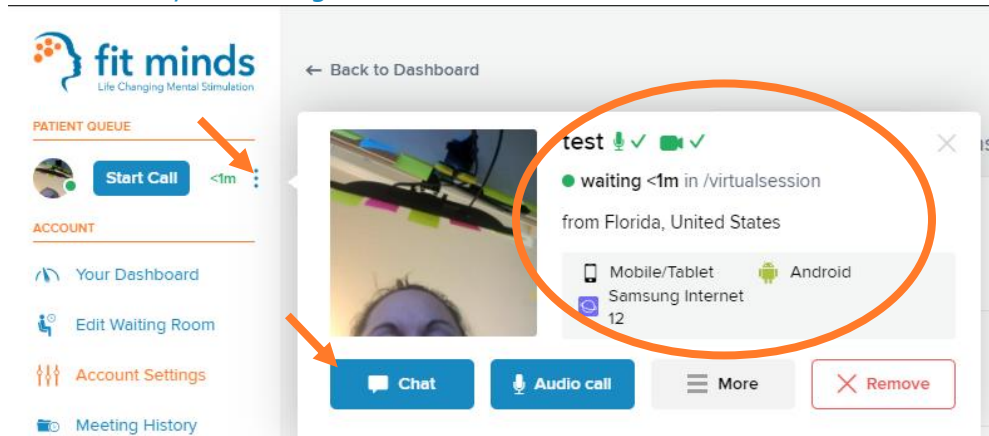 fit minds
Life Changing Mental Stimulation
← Back to Dashboard
PATIENT QUEUE
Start Call <1m
ACCOUNT
Your Dashboard
Edit Waiting Room
Account Settings
Meeting History
test
waiting <1m in /virtualsession
from Florida, United States
Mobile/Tablet Android
Samsung Internet
12
Chat Audio call More Remove